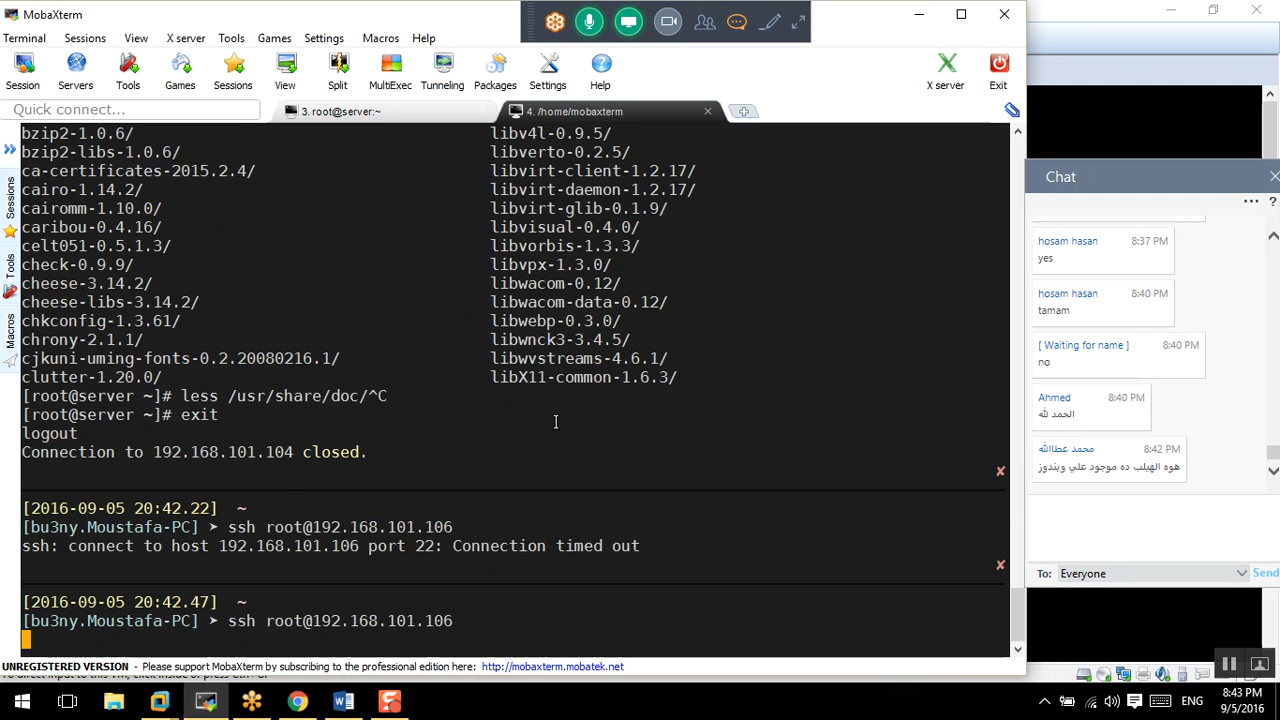 MobaXterm
Terminal Sessions View X server Tools Games Settings Macros Help
Session Servers Tools Games Sessions View Split MultiExec Tunneling Packages Settings Help X server Exit
Quick connect...
3. root@server:~
4. /home/mobaxterm
Sessions
Tools
Macros
bzip2-1.0.6/ libv4l-0.9.5/
bzip2-libs-1.0.6/ libverto-0.2.5/
ca-certificates-2015.2.4/ libvirt-client-1.2.17/
cairo-1.14.2/ libvirt-daemon-1.2.17/
cairomm-1.10.0/ libvirt-glib-0.1.9/
caribou-0.4.16/ libvisual-0.4.0/
celt051-0.5.1.3/ libvorbis-1.3.3/
check-0.9.9/ libvpx-1.3.0/
cheese-3.14.2/ libwacom-0.12/
cheese-libs-3.14.2/ libwacom-data-0.12/
chkconfig-1.3.61/ libwebp-0.3.0/
chrony-2.1.1/ libwnck3-3.4.5/
cjkuni-uming-fonts-0.2.20080216.1/ libwvstreams-4.6.1/
clutter-1.20.0/ libX11-common-1.6.3/
[root@server ~]# less /usr/share/doc/^C
[root@server ~]# exit
logout
Connection to 192.168.101.104 closed.
[2016-09-05 20:42.22] ~
[bu3ny.Moustafa-PC] ➤ ssh root@192.168.101.106
ssh: connect to host 192.168.101.106 port 22: Connection timed out
[2016-09-05 20:42.47] ~
[bu3ny.Moustafa-PC] ➤ ssh root@192.168.101.106
UNREGISTERED VERSION - Please support MobaXterm by subscribing to the professional edition here: http://mobaxterm.mobatek.net
Chat
hosam hasan 8:37 PM
yes
hosam hasan 8:40 PM
tamam
[ Waiting for name ] 8:40 PM
no
Ahmed 8:40 PM
الحمد لله
محمد عطاالله 8:42 PM
هوه الهيلب ده موجود علي ويندوز
To: Everyone Send
ENG
8:43 PM
9/5/2016